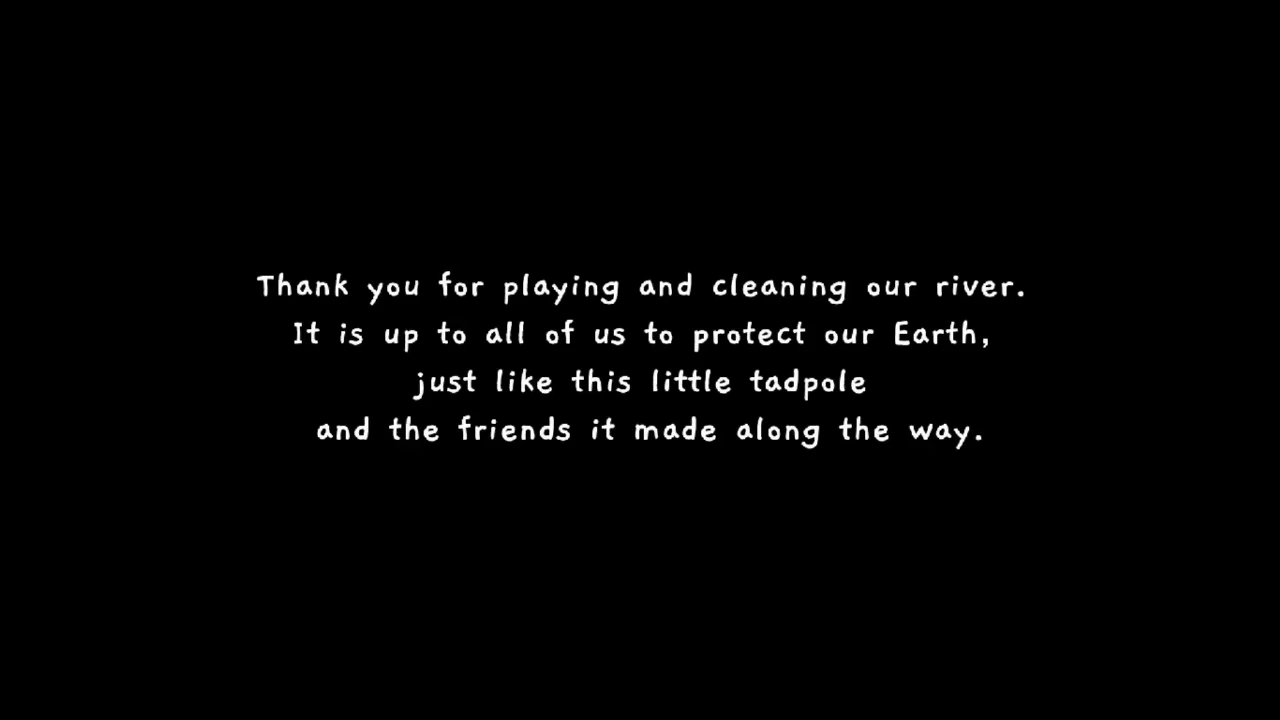 Thank you for playing and cleaning our river.
It is up to all of us to protect our Earth,
just like this little tadpole
and the friends it made along the way.